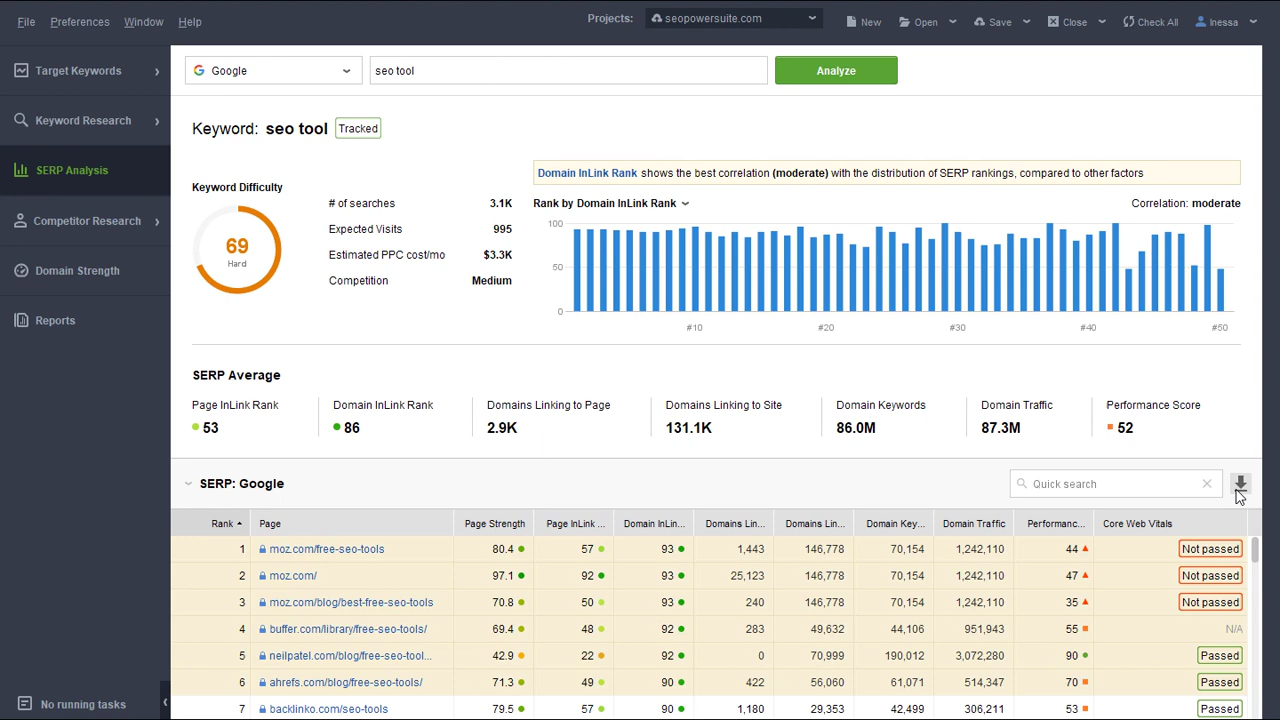 File Preferences Window Help
Projects: seopowersuite.com New Open Save Close Check All Inessa
Target Keywords
Keyword Research
SERP Analysis
Competitor Research
Domain Strength
Reports
No running tasks
Google seo tool Analyze
Keyword: seo tool Tracked
Domain InLink Rank shows the best correlation (moderate) with the distribution of SERP rankings, compared to other factors
Keyword Difficulty
69
Hard
# of searches 3.1K
Expected Visits 995
Estimated PPC cost/mo $3.3K
Competition Medium
Rank by Domain InLink Rank Correlation: moderate
100
50
0
#10 #20 #30 #40 #50
SERP Average
Page InLink Rank Domain InLink Rank Domains Linking to Page Domains Linking to Site Domain Keywords Domain Traffic Performance Score
53 86 2.9K 131.1K 86.0M 87.3M 52
SERP: Google Quick search
Rank Page Page Strength Page InLink ... Domain InLin... Domains Lin... Domains Lin... Domain Key... Domain Traffic Performanc... Core Web Vitals
1 moz.com/free-seo-tools 80.4 57 93 1,443 146,778 70,154 1,242,110 44 Not passed
2 moz.com/ 97.1 92 93 25,123 146,778 70,154 1,242,110 47 Not passed
3 moz.com/blog/best-free-seo-tools 70.8 50 93 240 146,778 70,154 1,242,110 35 Not passed
4 buffer.com/library/free-seo-tools/ 69.4 48 92 283 49,632 44,106 951,943 55 N/A
5 neilpatel.com/blog/free-seo-tool... 42.9 22 92 0 70,999 190,012 3,072,280 90 Passed
6 ahrefs.com/blog/free-seo-tools/ 71.3 49 90 422 56,060 61,071 514,347 70 Passed
7 backlinko.com/seo-tools 79.5 57 90 1,180 29,353 42,499 306,211 53 Passed